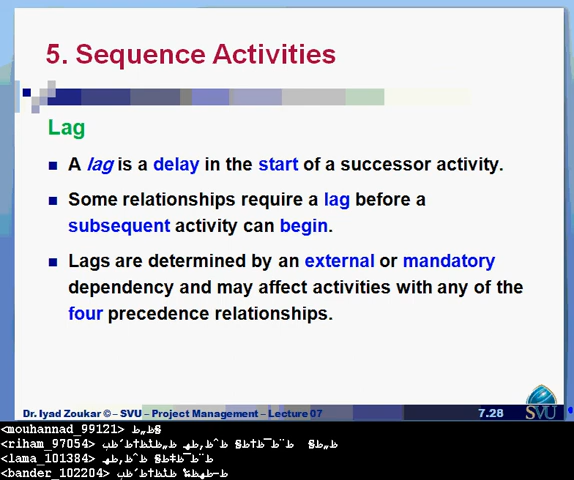 5. Sequence Activities
Lag
A lag is a delay in the start of a successor activity.
Some relationships require a lag before a
subsequent activity can begin.
Lags are determined by an external or mandatory
dependency and may affect activities with any of the
four precedence relationships.
Dr. Iyad Zoukar © – SVU – Project Management – Lecture 07
7.28
SVU
<mouhannad_99121>
<riham_97054>
<lama_101384>
<bander_102204>